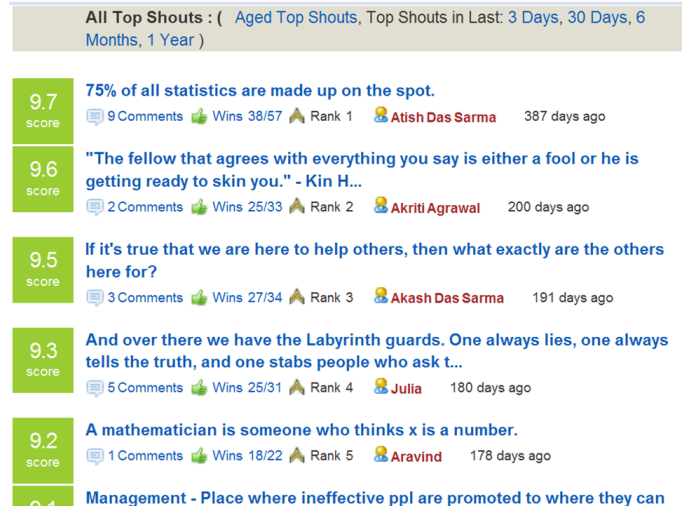 All Top Shouts : ( Aged Top Shouts, Top Shouts in Last: 3 Days, 30 Days, 6
Months, 1 Year )
9.7
score
75% of all statistics are made up on the spot.
9 Comments Wins 38/57 Rank 1 Atish Das Sarma 387 days ago
9.6
score
"The fellow that agrees with everything you say is either a fool or he is
getting ready to skin you." - Kin H...
2 Comments Wins 25/33 Rank 2 Akriti Agrawal 200 days ago
9.5
score
If it's true that we are here to help others, then what exactly are the others
here for?
3 Comments Wins 27/34 Rank 3 Akash Das Sarma 191 days ago
9.3
score
And over there we have the Labyrinth guards. One always lies, one always
tells the truth, and one stabs people who ask t...
5 Comments Wins 25/31 Rank 4 Julia 180 days ago
9.2
score
A mathematician is someone who thinks x is a number.
1 Comments Wins 18/22 Rank 5 Aravind 178 days ago
Management - Place where ineffective ppl are promoted to where they can